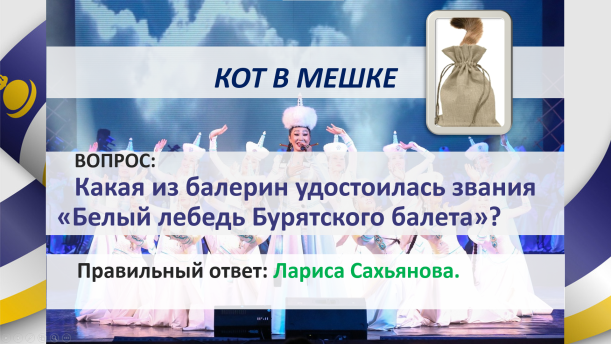 КОТ В МЕШКЕ
ВОПРОС:
Какая из балерин удостоилась звания
«Белый лебедь Бурятского балета»?
Правильный ответ: Лариса Сахьянова.